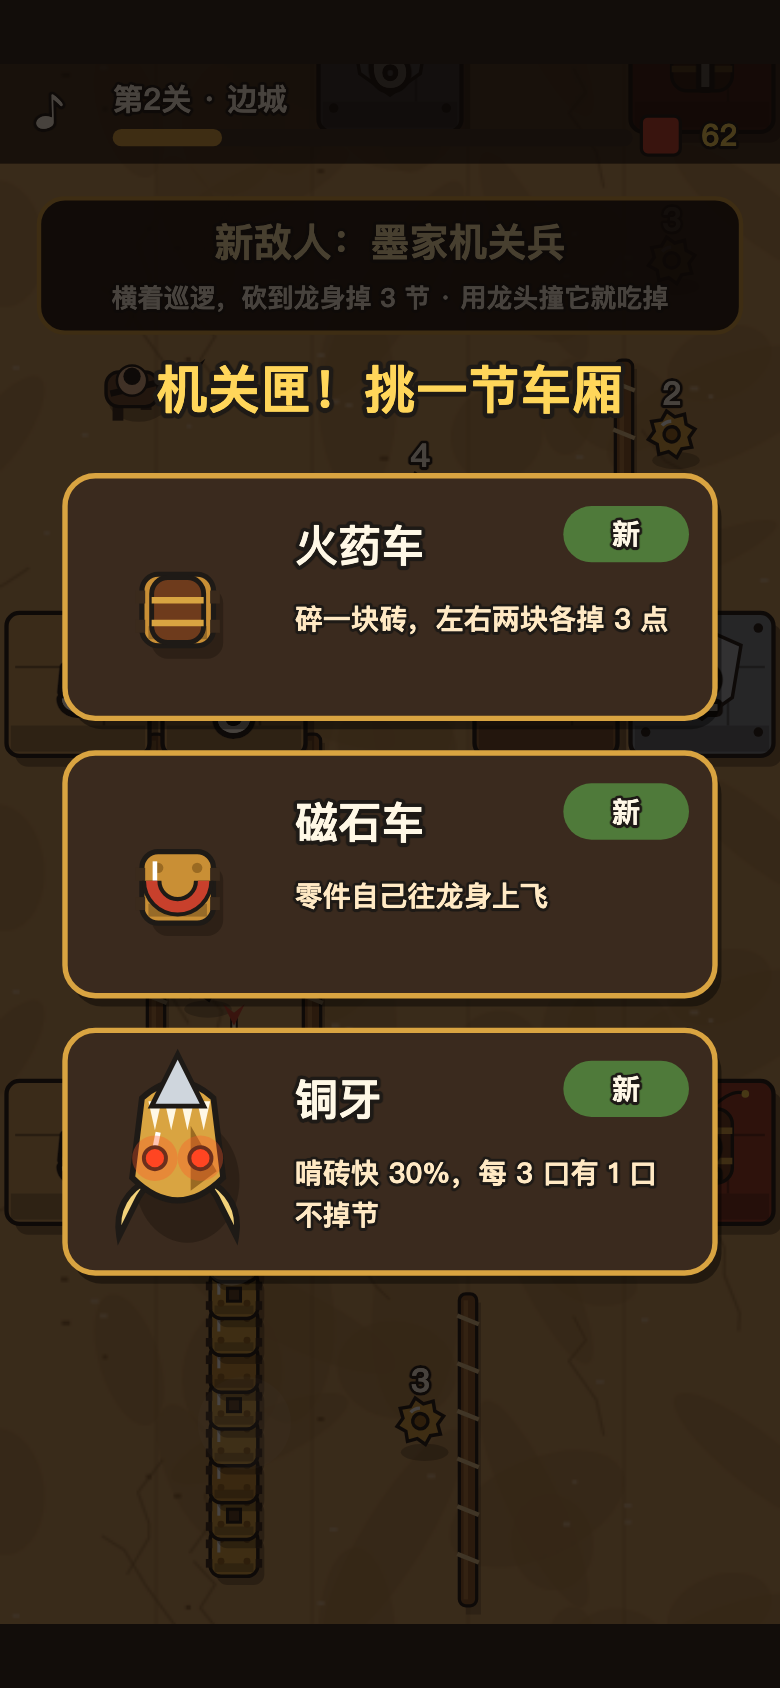 第2关 · 边城
62
新敌人：墨家机关兵
3
横着巡逻，砍到龙身掉 3 节 · 用龙头撞它就吃掉
机关匣！挑一节车厢
2
4
火药车
新
碎一块砖，左右两块各掉 3 点
磁石车
新
零件自己往龙身上飞
铜牙
新
啃砖快 30%，每 3 口有 1 口
不掉节
3